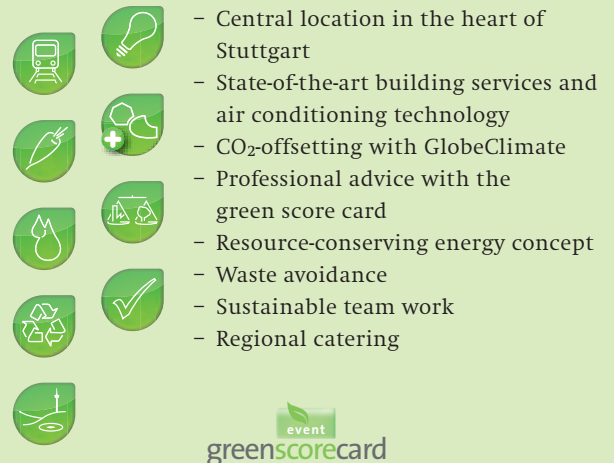 – Central location in the heart of
Stuttgart
– State-of-the-art building services and
air conditioning technology
– CO₂-offsetting with GlobeClimate
– Professional advice with the
green score card
– Resource-conserving energy concept
– Waste avoidance
– Sustainable team work
– Regional catering
event
greenscorecard